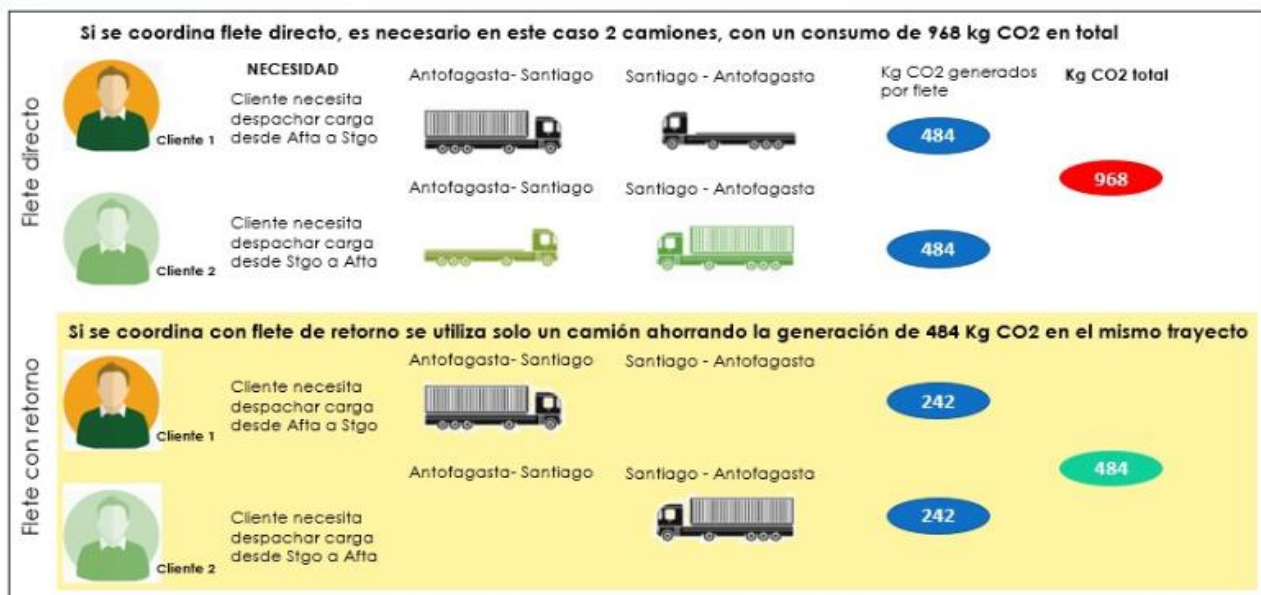 Si se coordina flete directo, es necesario en este caso 2 camiones, con un consumo de 968 kg CO2 en total
Flete directo
NECESIDAD
Antofagasta- Santiago
Santiago - Antofagasta
Kg CO2 generados
por flete
Kg CO2 total
Cliente 1
Cliente necesita
despachar carga
desde Afta a Stgo
484
968
Antofagasta- Santiago
Santiago - Antofagasta
Cliente 2
Cliente necesita
despachar carga
desde Stgo a Afta
484
Si se coordina con flete de retorno se utiliza solo un camión ahorrando la generación de 484 Kg CO2 en el mismo trayecto
Flete con retorno
Antofagasta- Santiago
Santiago - Antofagasta
Cliente 1
Cliente necesita
despachar carga
desde Afta a Stgo
242
484
Antofagasta- Santiago
Santiago - Antofagasta
Cliente 2
Cliente necesita
despachar carga
desde Stgo a Afta
242